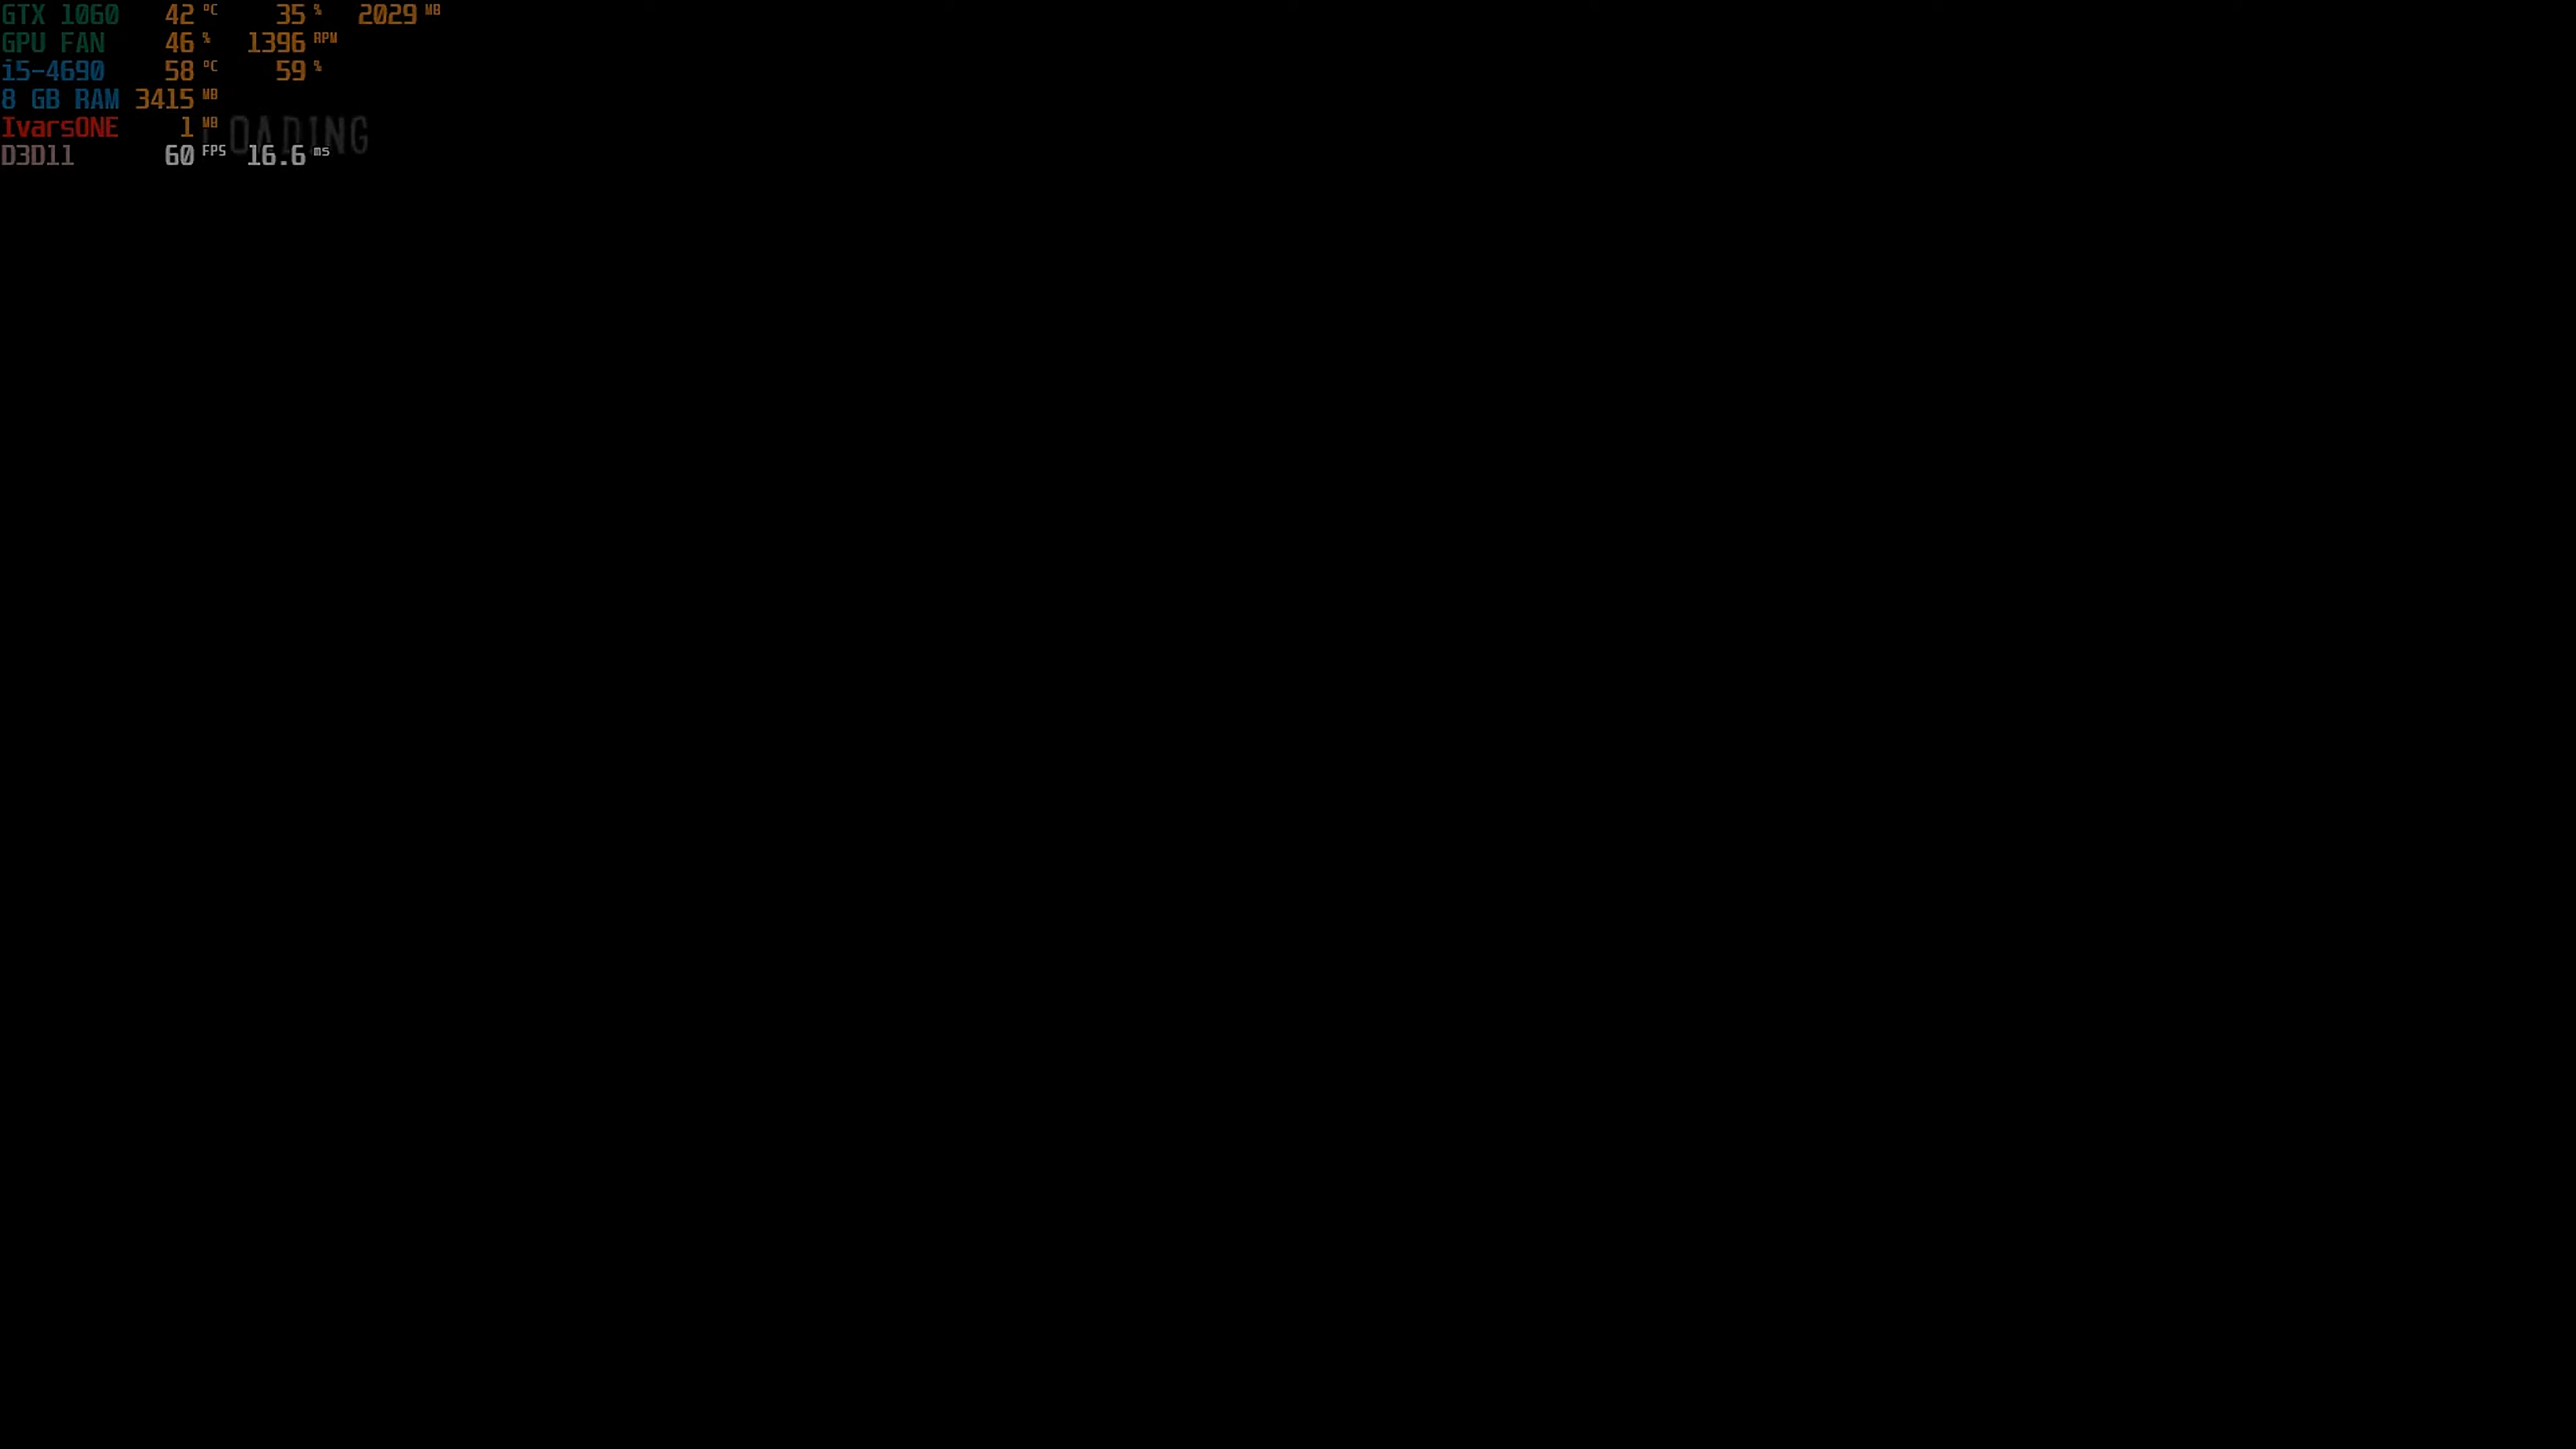 GTX 1060 42 °C 35 % 2029 MB
GPU FAN 46 % 1396 RPM
i5-4690 58 °C 59 %
8 GB RAM 3415 MB
IvarsONE 1 MB
LOADING
D3D11 60 FPS 16.6 ms